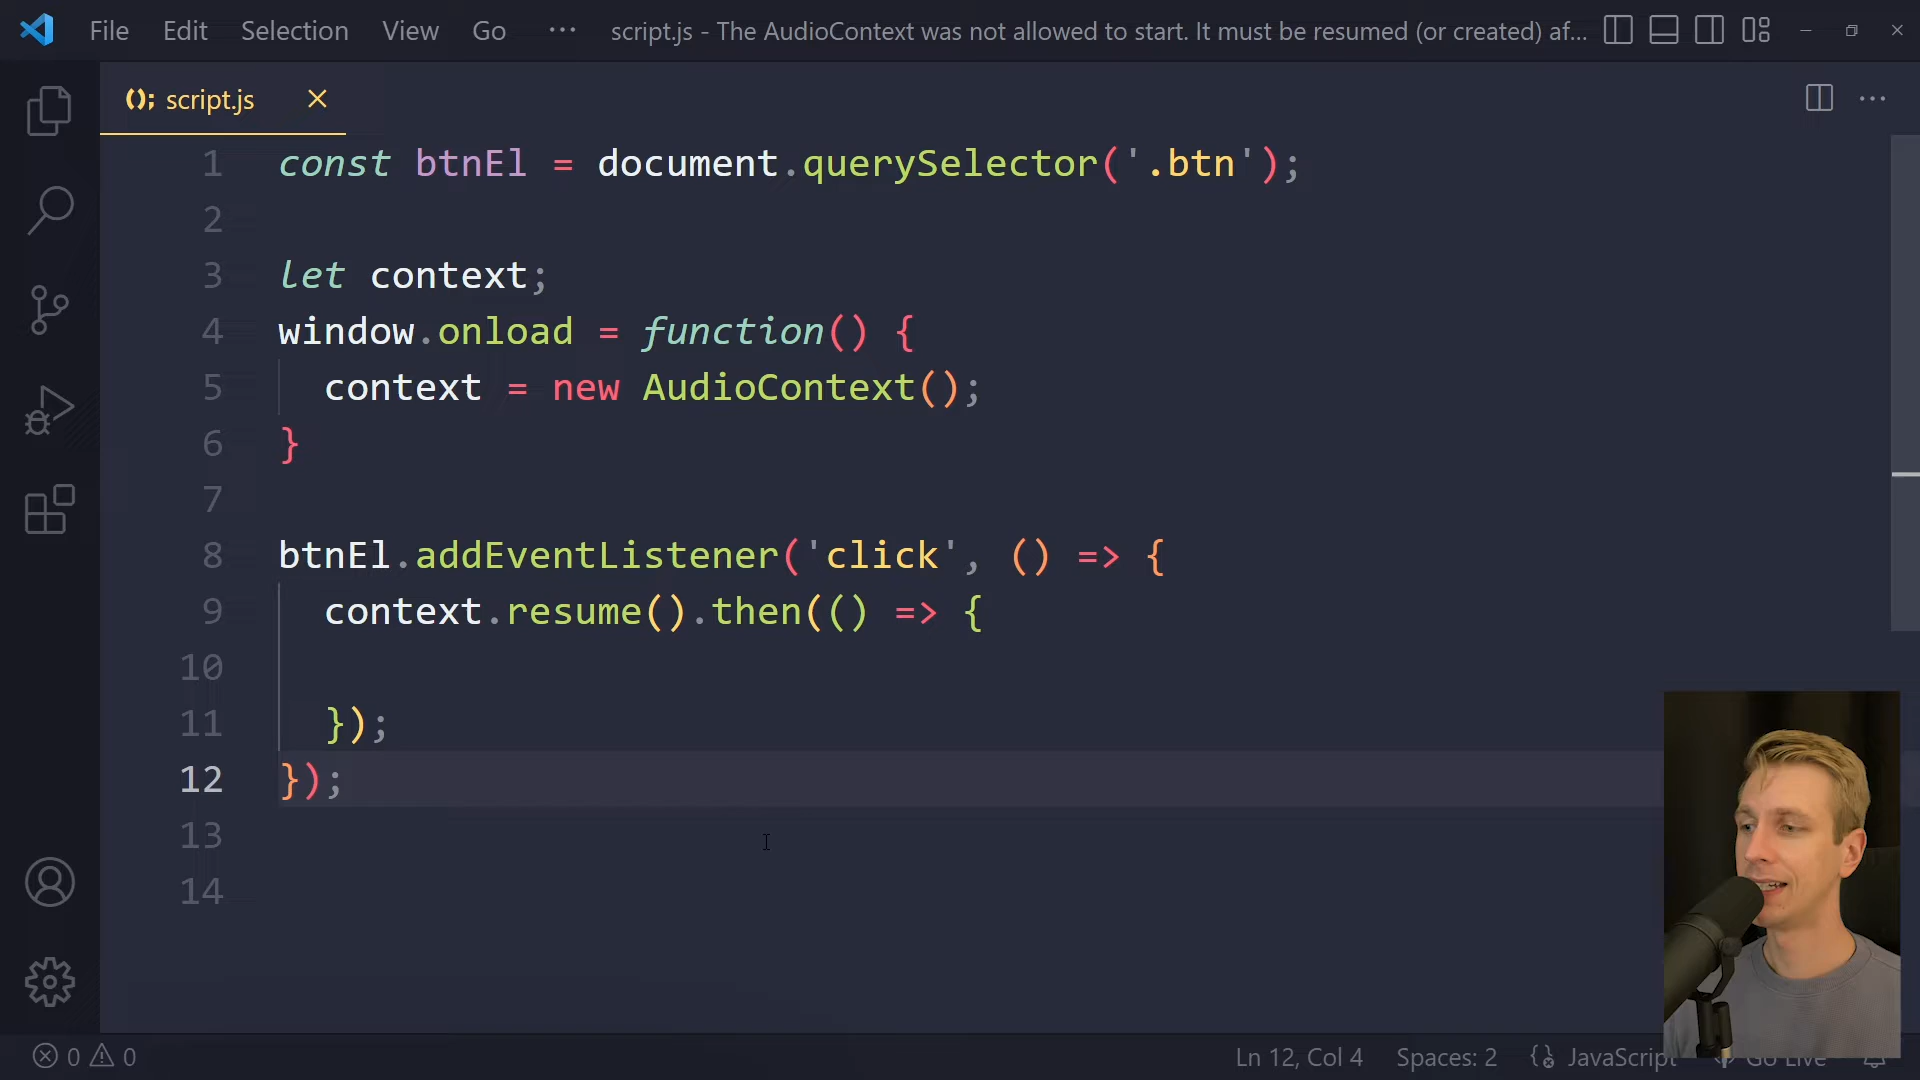 File Edit Selection View Go ··· script.js - The AudioContext was not allowed to start. It must be resumed (or created) af...
script.js
1 const btnEl = document.querySelector('.btn');
2
3 let context;
4 window.onload = function() {
5 context = new AudioContext();
6 }
7
8 btnEl.addEventListener('click', () => {
9 context.resume().then(() => {
10
11 });
12 });
13
14
0 0 Ln 12, Col 4 Spaces: 2 JavaScript Go Live